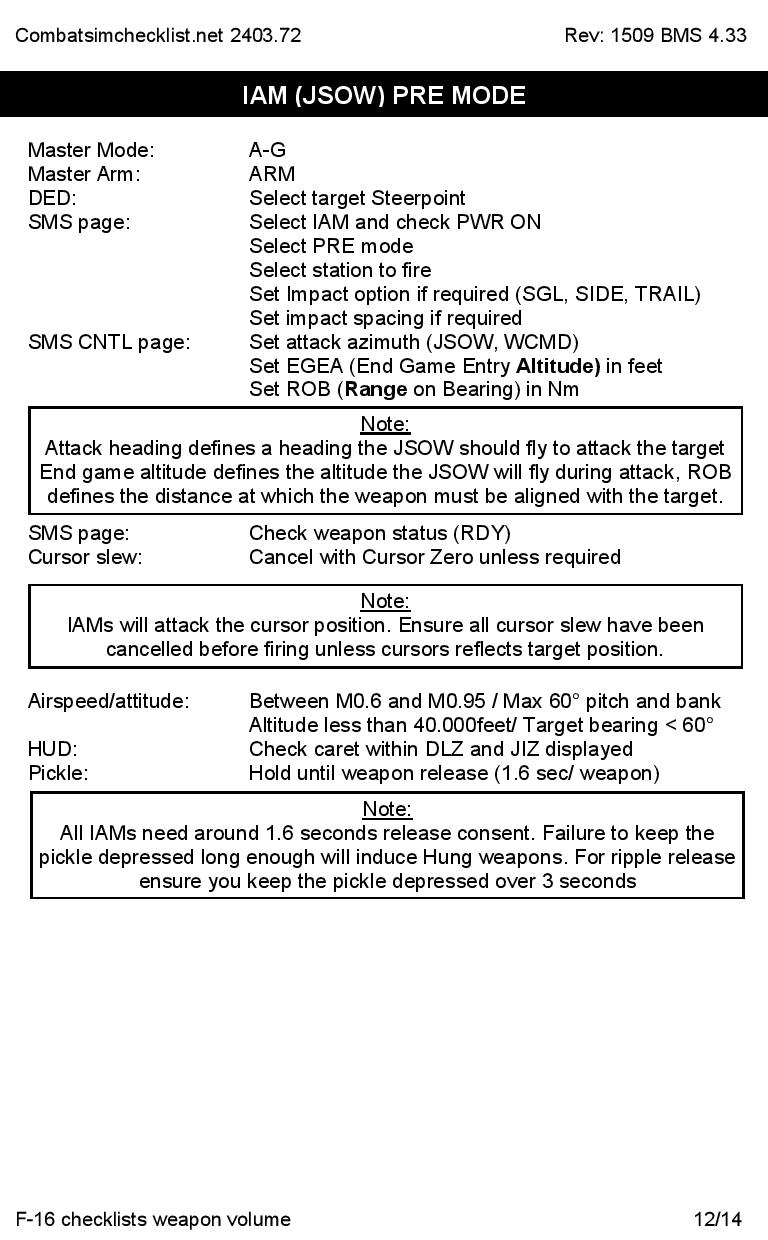 Combatsimchecklist.net 2403.72 Rev: 1509 BMS 4.33
IAM (JSOW) PRE MODE
Master Mode: A-G
Master Arm: ARM
DED: Select target Steerpoint
SMS page: Select IAM and check PWR ON
Select PRE mode
Select station to fire
Set Impact option if required (SGL, SIDE, TRAIL)
Set impact spacing if required
SMS CNTL page: Set attack azimuth (JSOW, WCMD)
Set EGEA (End Game Entry Altitude) in feet
Set ROB (Range on Bearing) in Nm
Note:
Attack heading defines a heading the JSOW should fly to attack the target
End game altitude defines the altitude the JSOW will fly during attack, ROB
defines the distance at which the weapon must be aligned with the target.
SMS page: Check weapon status (RDY)
Cursor slew: Cancel with Cursor Zero unless required
Note:
IAMs will attack the cursor position. Ensure all cursor slew have been
cancelled before firing unless cursors reflects target position.
Airspeed/attitude: Between M0.6 and M0.95 / Max 60° pitch and bank
Altitude less than 40.000feet/ Target bearing < 60°
HUD: Check caret within DLZ and JIZ displayed
Pickle: Hold until weapon release (1.6 sec/ weapon)
Note:
All IAMs need around 1.6 seconds release consent. Failure to keep the
pickle depressed long enough will induce Hung weapons. For ripple release
ensure you keep the pickle depressed over 3 seconds
F-16 checklists weapon volume 12/14